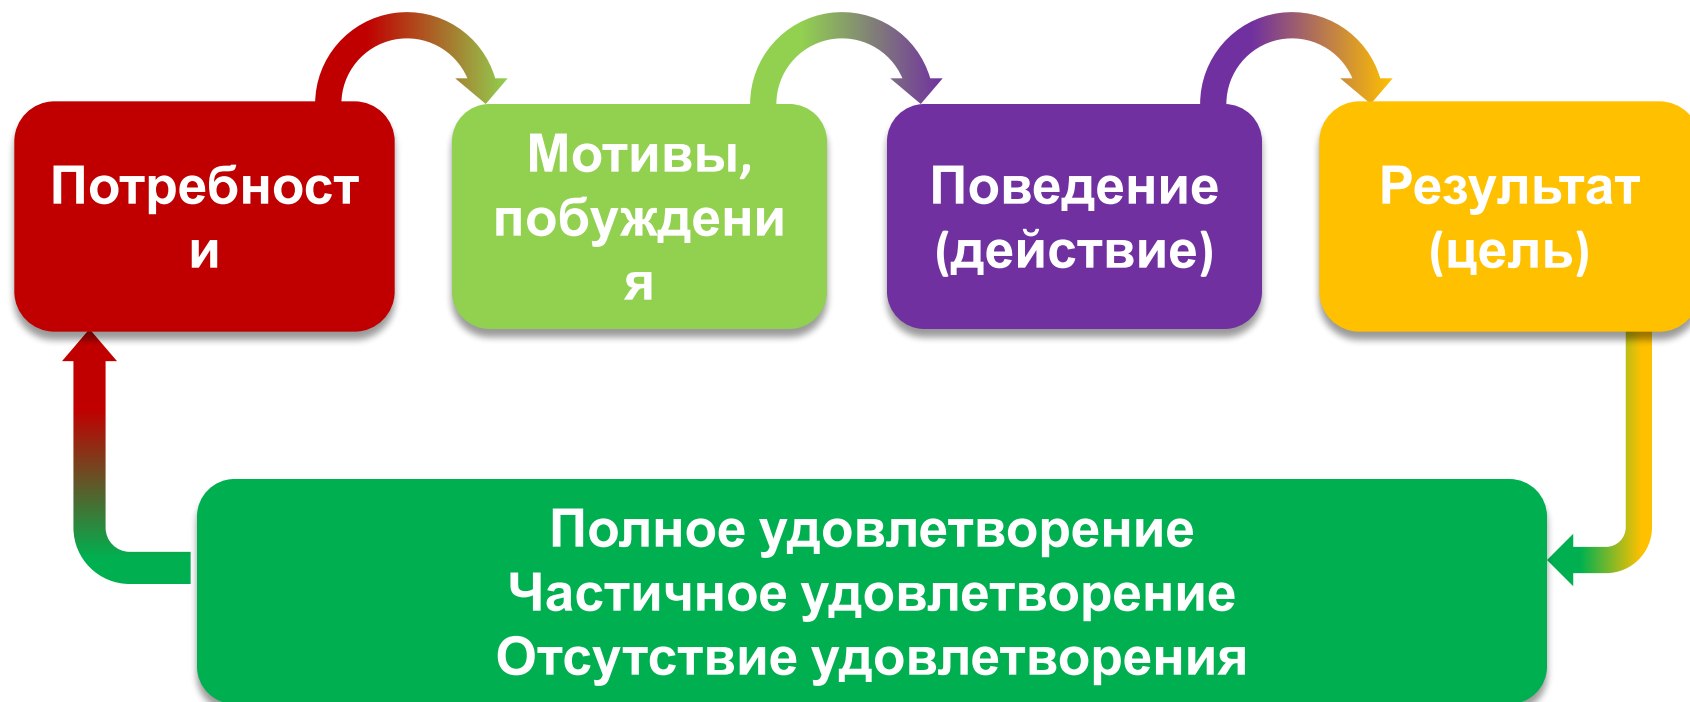 Потребност
и
Мотивы,
побуждени
я
Поведение
(действие)
Результат
(цель)
Полное удовлетворение
Частичное удовлетворение
Отсутствие удовлетворения